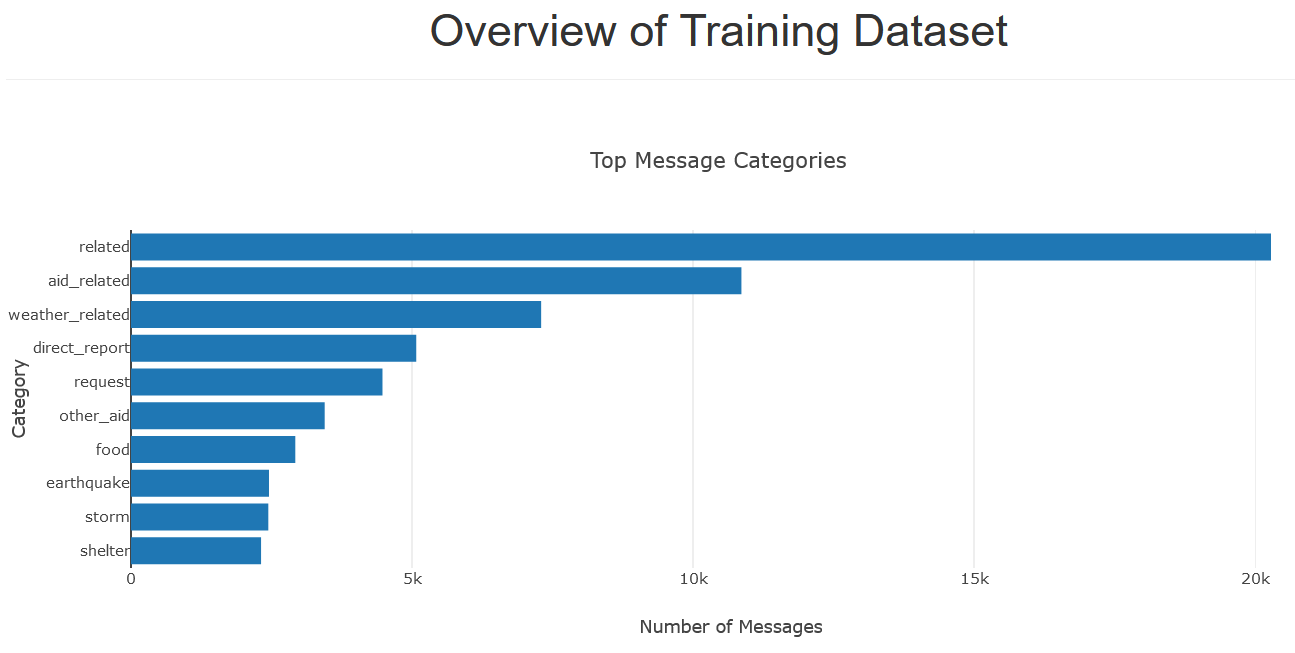 Overview of Training Dataset
Top Message Categories
related
aid_related
weather_related
direct_report
request
other_aid
food
earthquake
storm
shelter
Category
0 5k 10k 15k 20k
Number of Messages